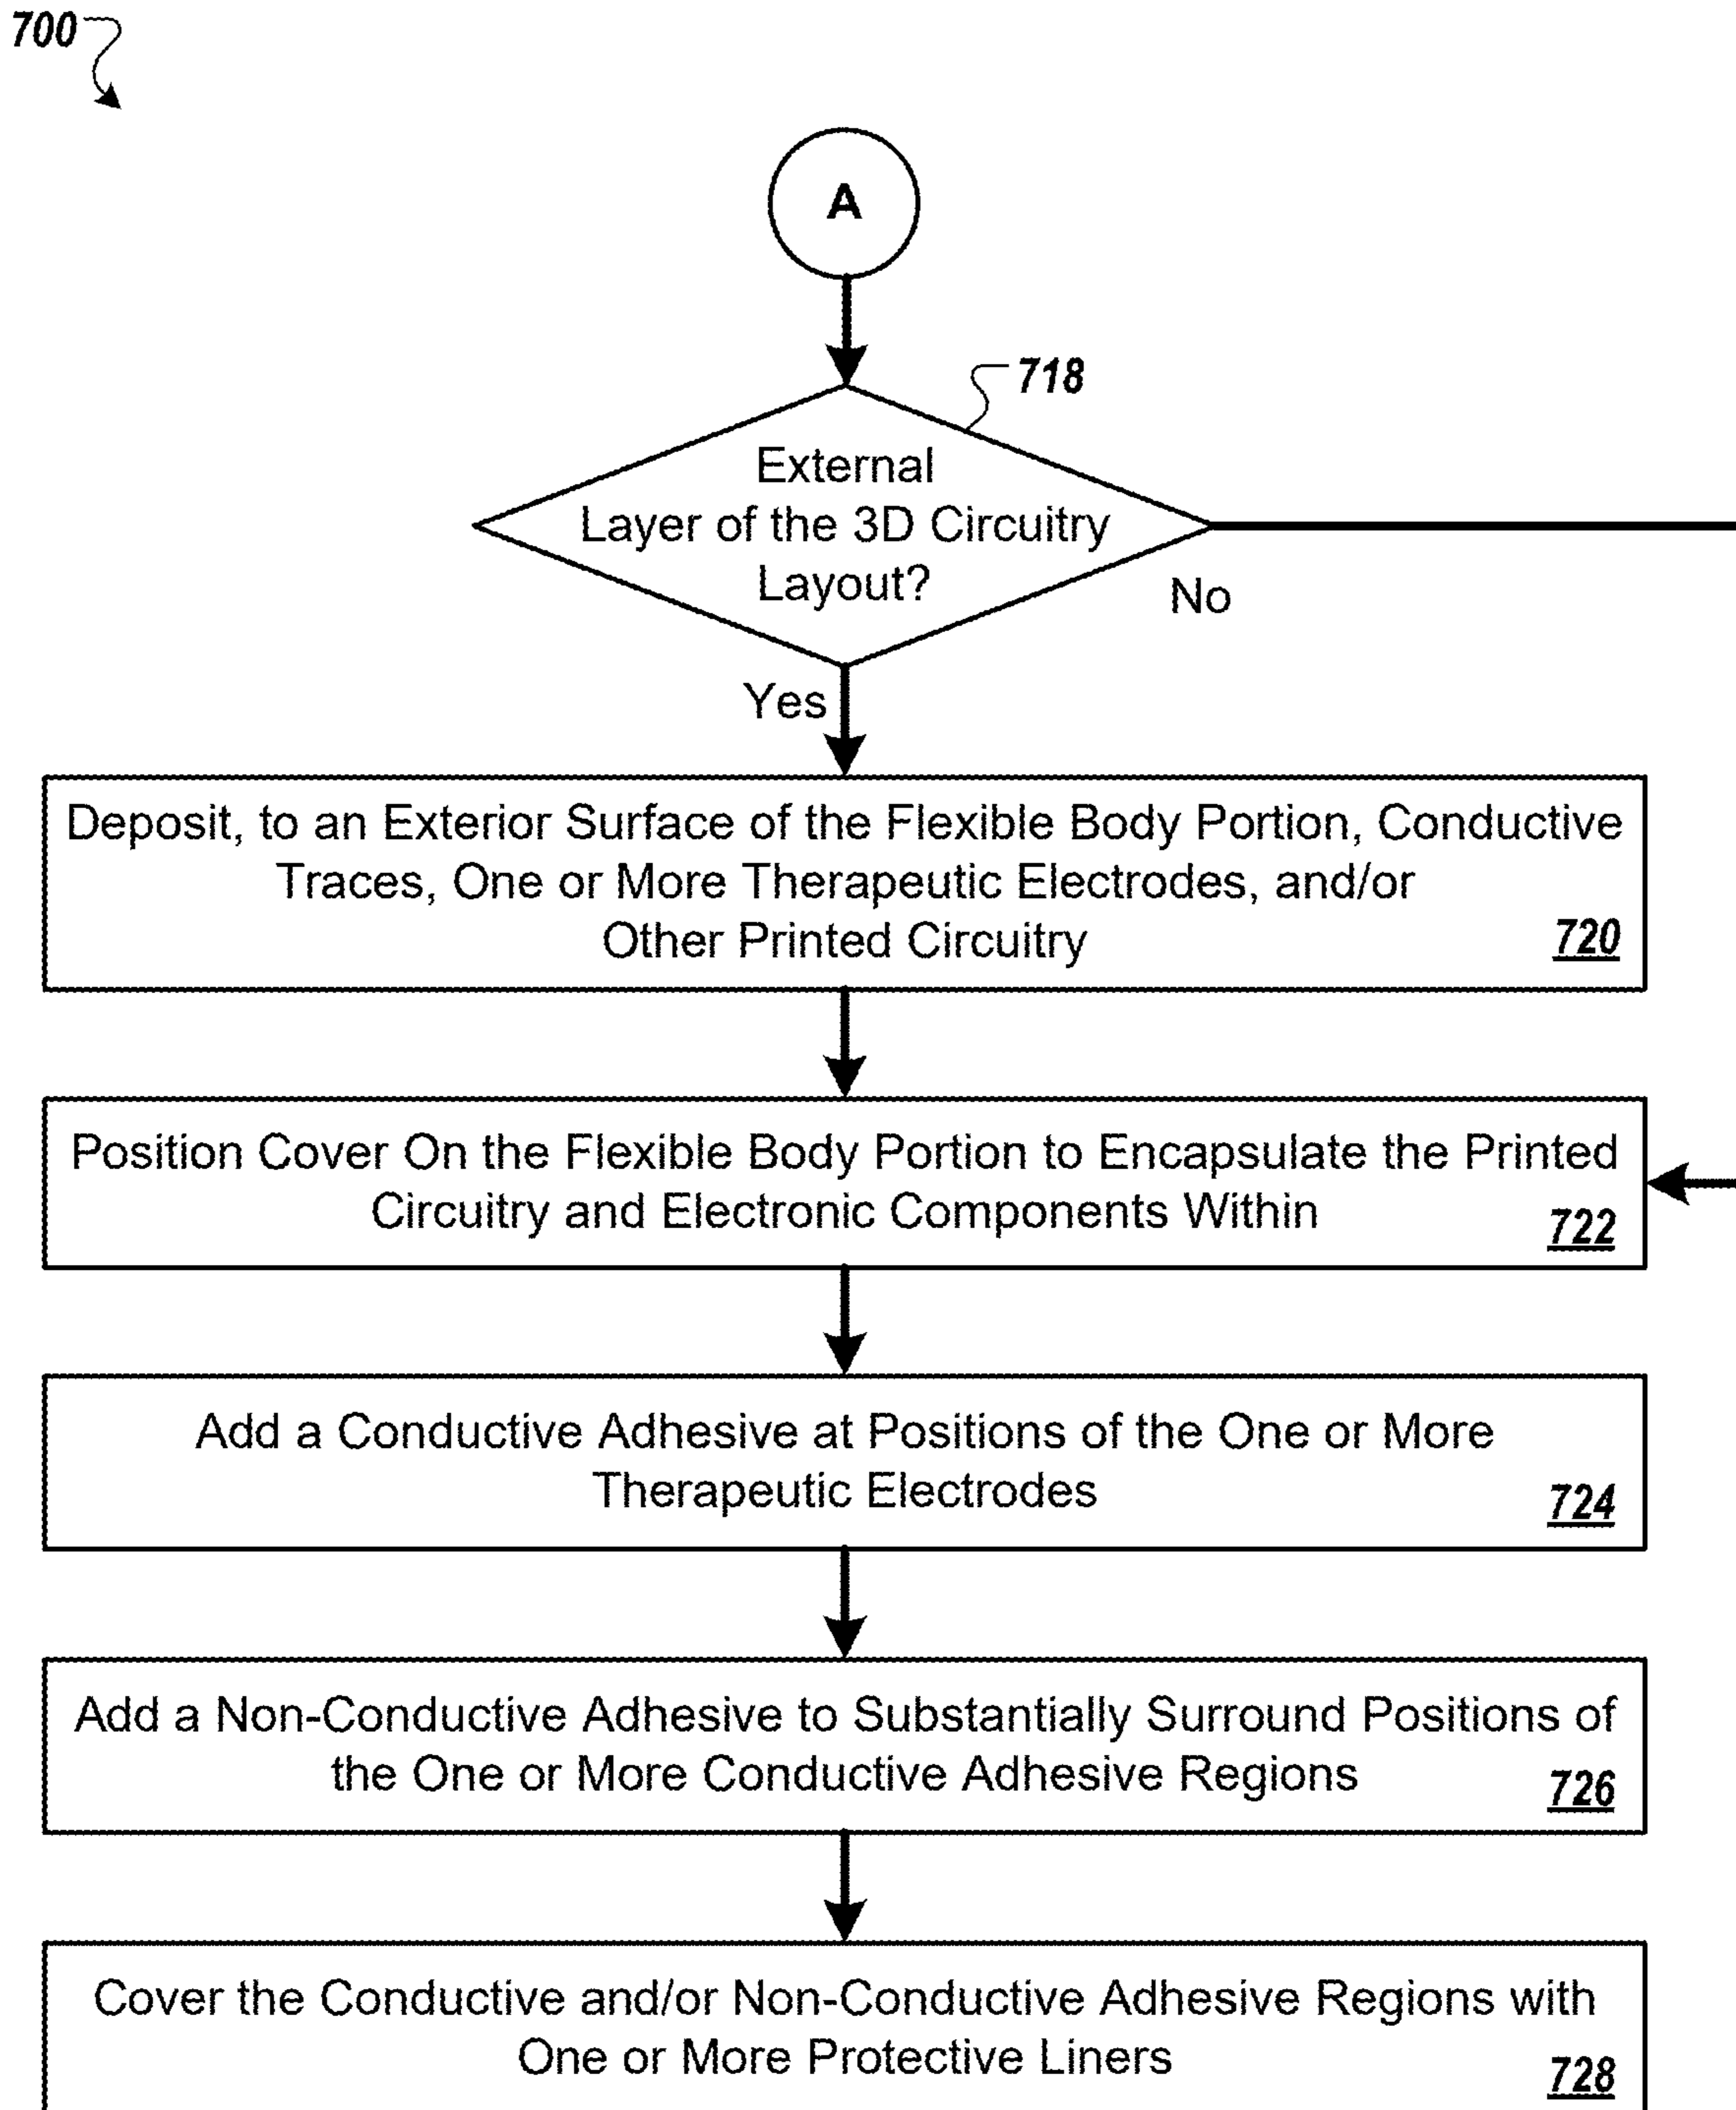 700
A
718
External
Layer of the 3D Circuitry
Layout?
No
Yes
Deposit, to an Exterior Surface of the Flexible Body Portion, Conductive
Traces, One or More Therapeutic Electrodes, and/or
Other Printed Circuitry
720
Position Cover On the Flexible Body Portion to Encapsulate the Printed
Circuitry and Electronic Components Within
722
Add a Conductive Adhesive at Positions of the One or More
Therapeutic Electrodes
724
Add a Non-Conductive Adhesive to Substantially Surround Positions of
the One or More Conductive Adhesive Regions
726
Cover the Conductive and/or Non-Conductive Adhesive Regions with
One or More Protective Liners
728